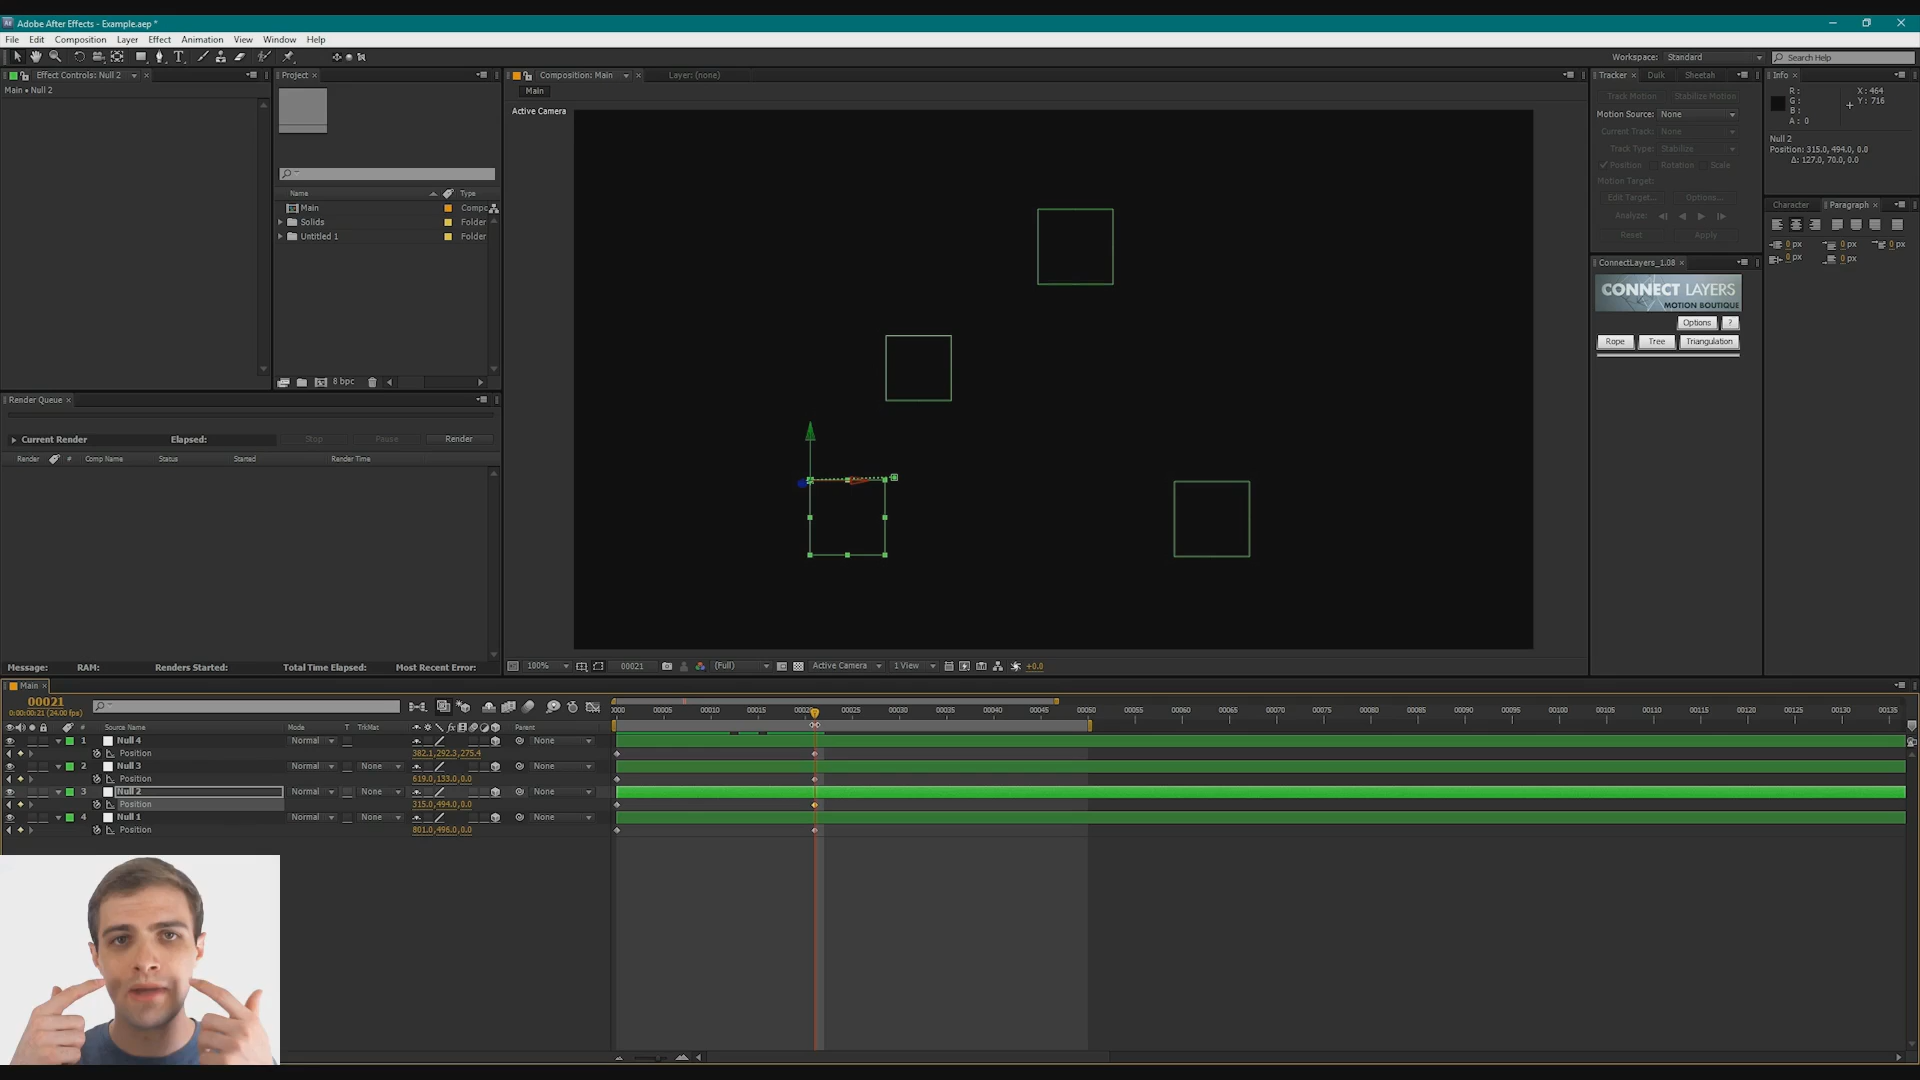 Adobe After Effects - Example.aep *
File Edit Composition Layer Effect Animation View Window Help
Workspace: Standard Search Help
Effect Controls: Null 2
Main • Null 2
Project
Name Type
Main Compc
Solids Folder
Untitled 1 Folder
8 bpc
Composition: Main Layer: (none)
Main
Active Camera
Tracker Duik Sheetah
Track Motion Stabilize Motion
Motion Source: None
Current Track: None
Track Type: Stabilize
Position Rotation Scale
Motion Target:
Edit Target... Options...
Analyze:
Reset Apply
Info
R: X: 464
G: Y: 716
B:
A: 0
Null 2
Position: 315.0, 494.0, 0.0
Δ: 127.0, 70.0, 0.0
Character Paragraph
0 px 0 px 0 px
0 px 0 px
ConnectLayers_1.08
CONNECT LAYERS
MOTION BOUTIQUE
Options ?
Rope Tree Triangulation
Render Queue
Current Render Elapsed: Stop Pause Render
Render # Comp Name Status Started Render Time
Message: RAM: Renders Started: Total Time Elapsed: Most Recent Error:
100% 00021 (Full) Active Camera 1 View +0.0
Main
00021
0:00:00:21 (24.00 fps)
# Source Name Mode T TrkMat Parent
0000 00005 00010 00015 0002 00025 00030 00035 00040 00045 00050 00055 00060 00065 00070 00075 00080 00085 00090 00095 00100 00105 00110 00115 00120 00125 00130 00135
1 Null 4 Normal None
Position 382.1,292.3,275.4
2 Null 3 Normal None None
Position 619.0,133.0,0.0
3 Null 2 Normal None None
Position 315.0,494.0,0.0
4 Null 1 Normal None None
Position 801.0,496.0,0.0